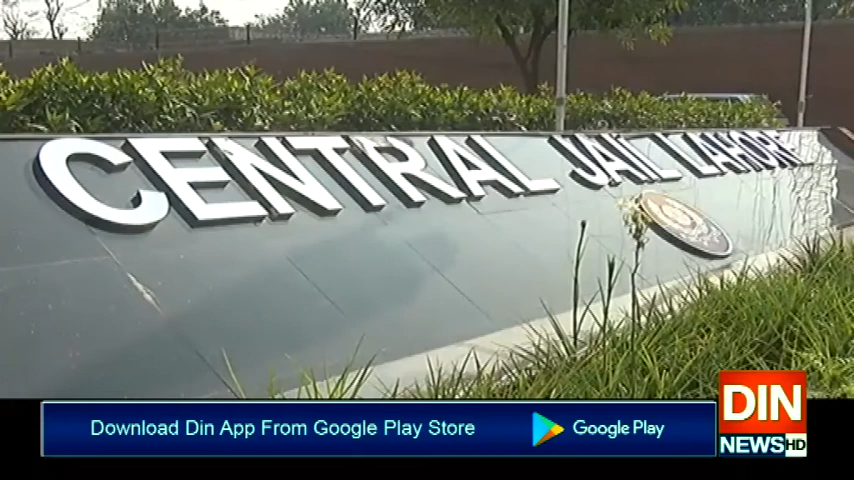 CENTRAL JAIL LAHORE
Download Din App From Google Play Store
Google Play
DIN
NEWS HD